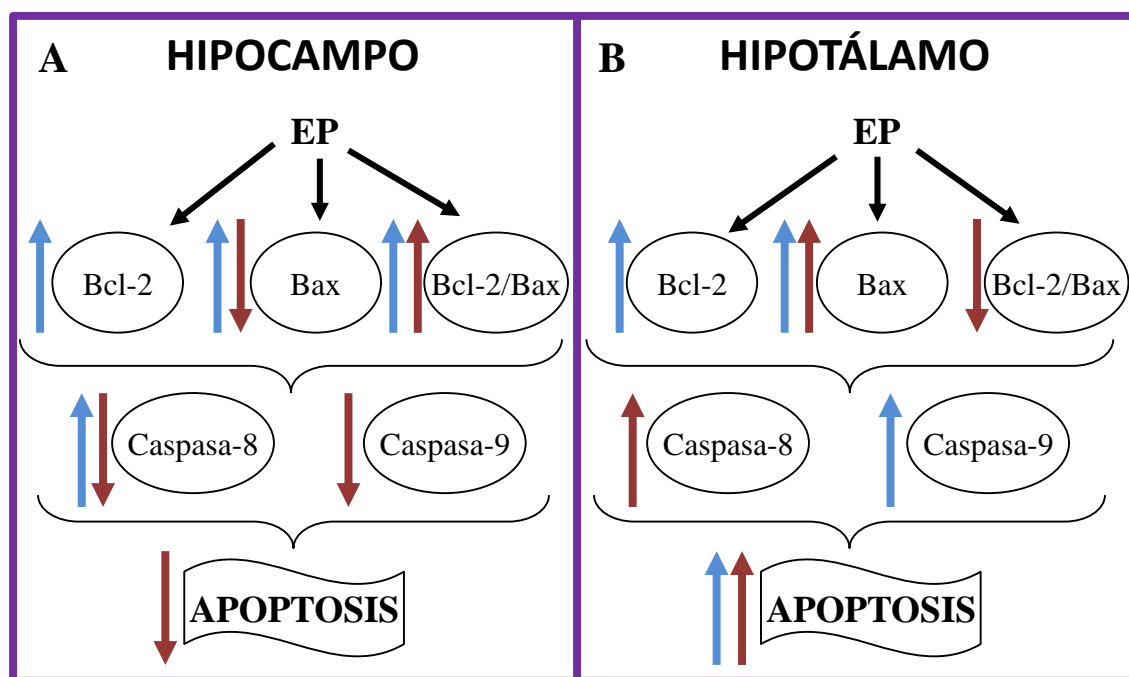 A HIPOCAMPO
EP
Bcl-2 Bax Bcl-2/Bax
Caspasa-8 Caspasa-9
APOPTOSIS
B HIPOTÁLAMO
EP
Bcl-2 Bax Bcl-2/Bax
Caspasa-8 Caspasa-9
APOPTOSIS